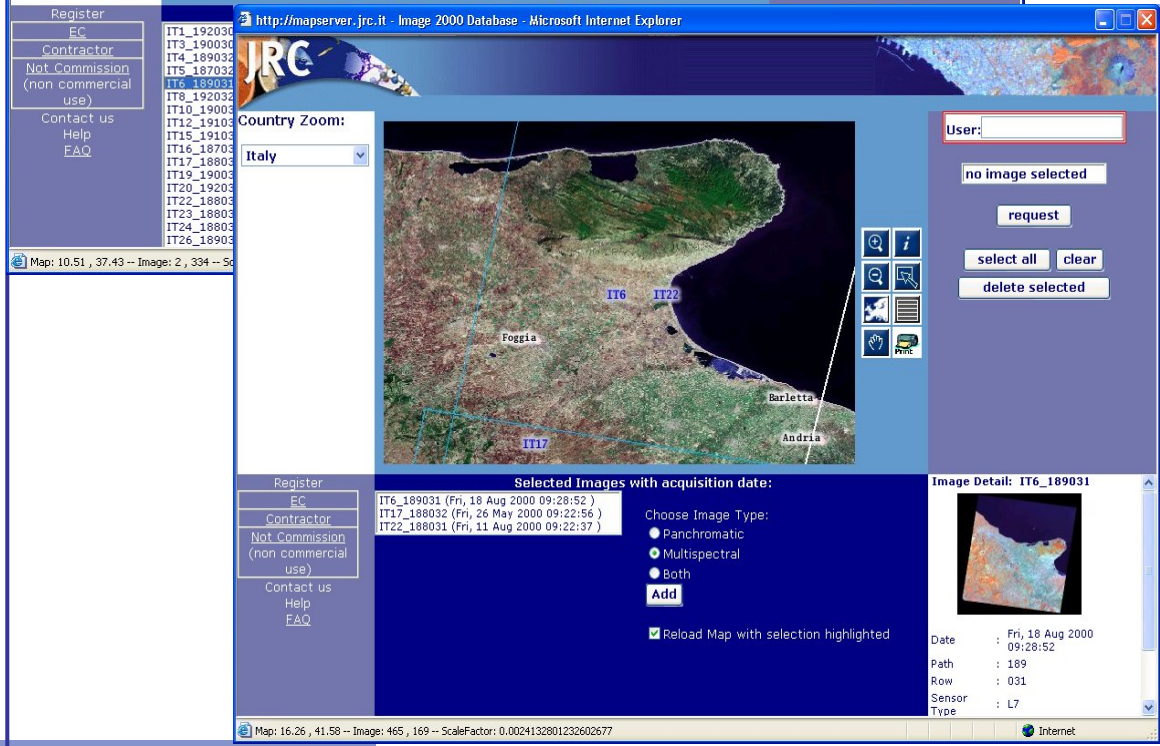 Register
EC
Contractor
Not Commission
(non commercial
use)
Contact us
Help
FAQ
IT1_192030
IT3_190030
IT4_189032
IT5_187032
IT6_189031
IT8_192032
IT10_19003
IT12_19103
IT15_19103
IT16_18703
IT17_18803
IT19_19003
IT20_19203
IT22_18803
IT23_18803
IT24_18803
IT26_18903
Map: 10.51 , 37.43 -- Image: 2 , 334 -- Sc
http://mapserver.jrc.it - Image 2000 Database - Microsoft Internet Explorer
JRC
Country Zoom:
Italy
IT6
IT22
Foggia
Barletta
Andria
IT17
i
Print
User:
no image selected
request
select all
clear
delete selected
Register
EC
Contractor
Not Commission
(non commercial
use)
Contact us
Help
FAQ
Selected Images with acquisition date:
IT6_189031 (Fri, 18 Aug 2000 09:28:52 )
IT17_188032 (Fri, 26 May 2000 09:22:56 )
IT22_188031 (Fri, 11 Aug 2000 09:22:37 )
Choose Image Type:
Panchromatic
Multispectral
Both
Add
Reload Map with selection highlighted
Image Detail: IT6_189031
Date : Fri, 18 Aug 2000
09:28:52
Path : 189
Row : 031
Sensor
Type : L7
Map: 16.26 , 41.58 -- Image: 465 , 169 -- ScaleFactor: 0.0024132801232602677
Internet